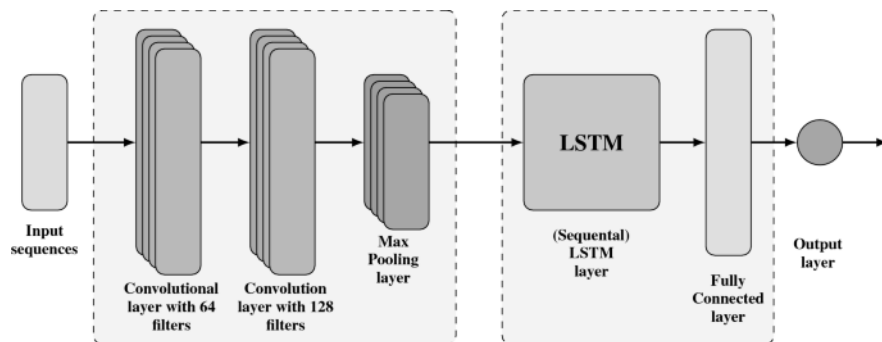 Input
sequences
Convolutional
layer with 64
filters
Convolution
layer with 128
filters
Max
Pooling
layer
LSTM
(Sequental)
LSTM
layer
Fully
Connected
layer
Output
layer